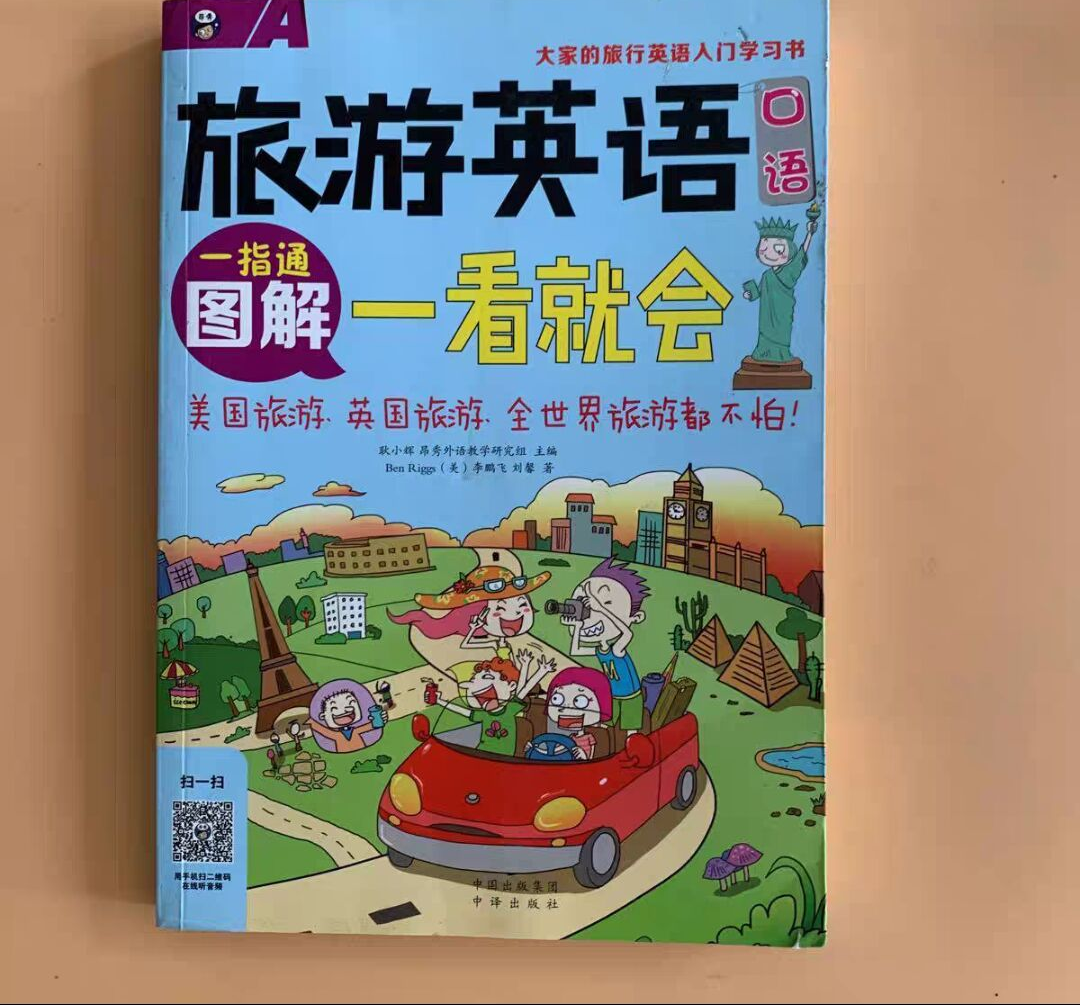 昂秀
A
大家的旅行英语入门学习书
旅游英语
口语
一指通
图解
一看就会
美国旅游、英国旅游、全世界旅游都不怕!
耿小辉 昂秀外语教学研究组 主编
Ben Riggs(美)李鹏飞 刘馨 著
M
ICE CREAM
扫一扫
用手机扫二维码
在线听音频
中国出版集团
中译出版社